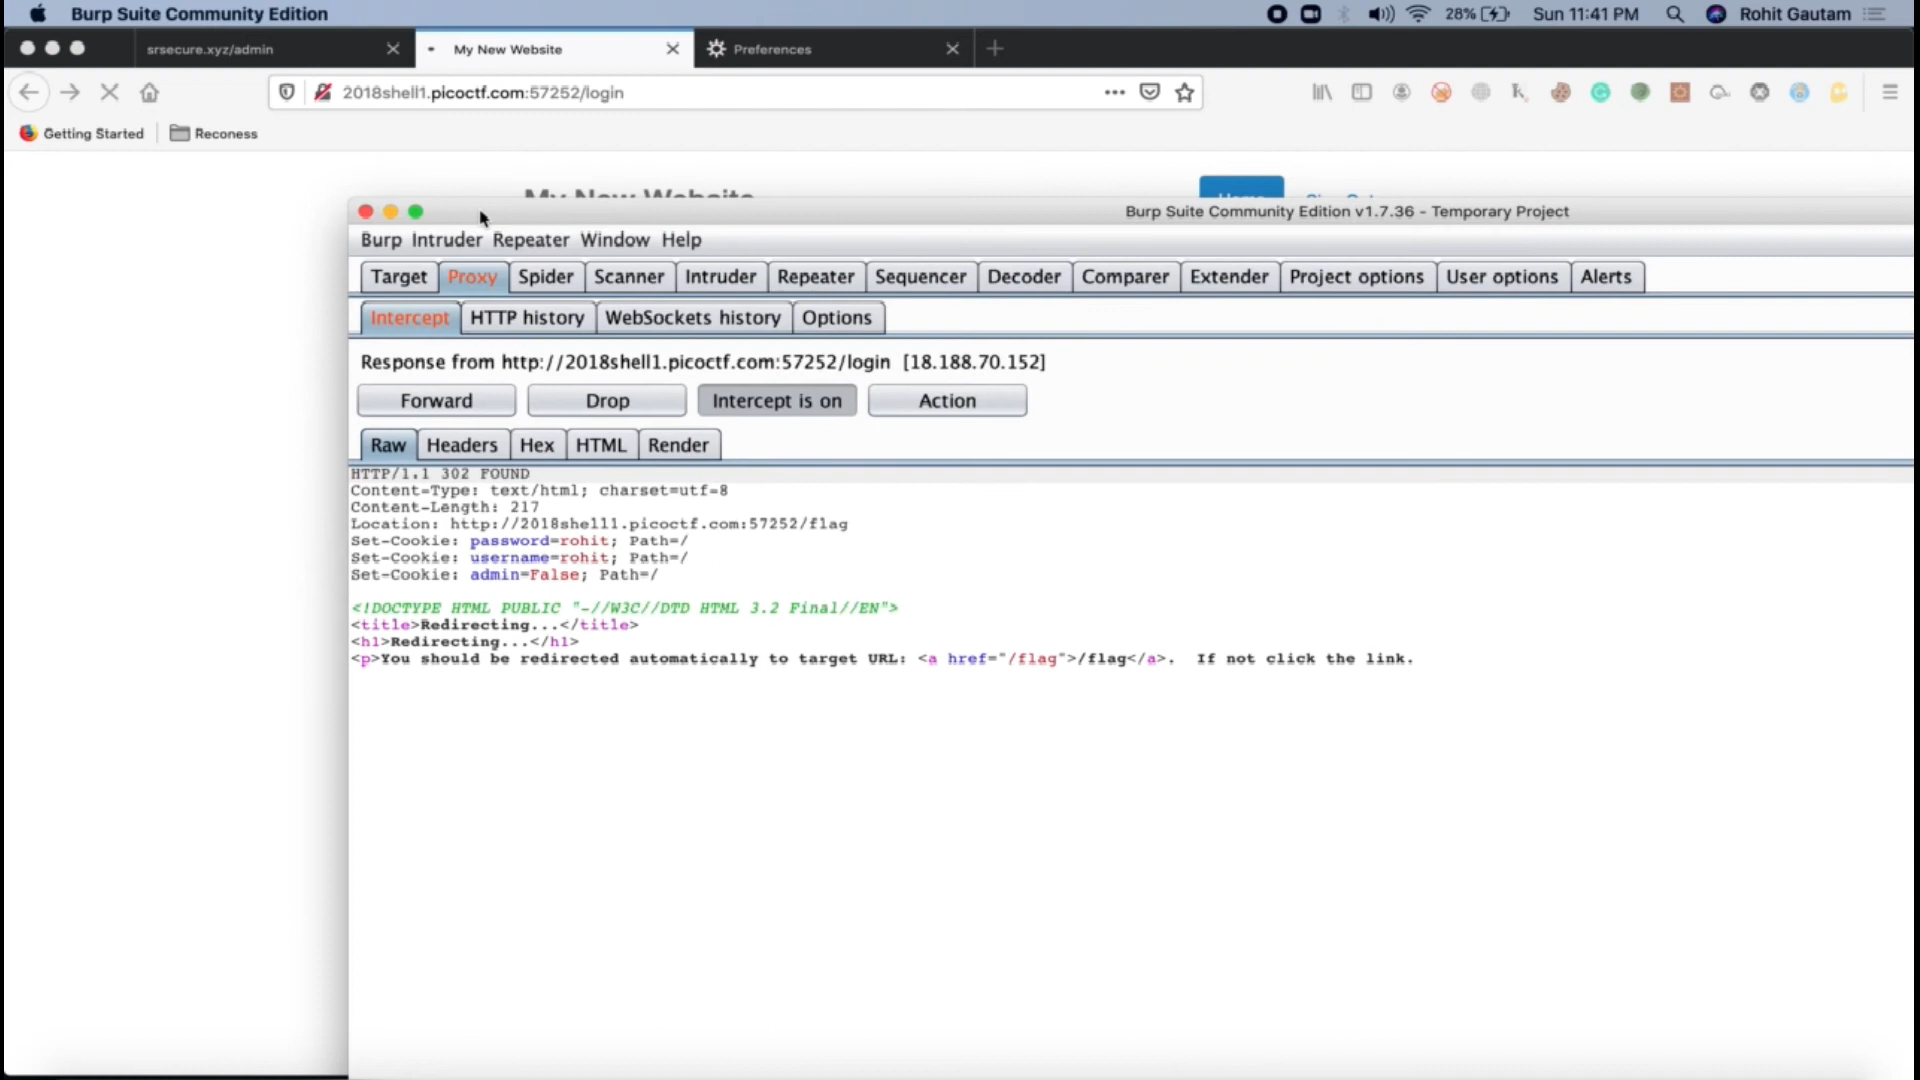 Burp Suite Community Edition
28%
Sun 11:41 PM
Rohit Gautam
srsecure.xyz/admin
My New Website
Preferences
2018shell1.picoctf.com:57252/login
Getting Started
Reconess
My New Website
Home
Sign Out
Burp Suite Community Edition v1.7.36 - Temporary Project
Burp Intruder Repeater Window Help
Target Proxy Spider Scanner Intruder Repeater Sequencer Decoder Comparer Extender Project options User options Alerts
Intercept HTTP history WebSockets history Options
Response from http://2018shell1.picoctf.com:57252/login [18.188.70.152]
Forward Drop Intercept is on Action
Raw Headers Hex HTML Render
HTTP/1.1 302 FOUND
Content-Type: text/html; charset=utf-8
Content-Length: 217
Location: http://2018shell1.picoctf.com:57252/flag
Set-Cookie: password=rohit; Path=/
Set-Cookie: username=rohit; Path=/
Set-Cookie: admin=False; Path=/
<!DOCTYPE HTML PUBLIC "-//W3C//DTD HTML 3.2 Final//EN">
<title>Redirecting...</title>
<h1>Redirecting...</h1>
<p>You should be redirected automatically to target URL: <a href="/flag">/flag</a>. If not click the link.